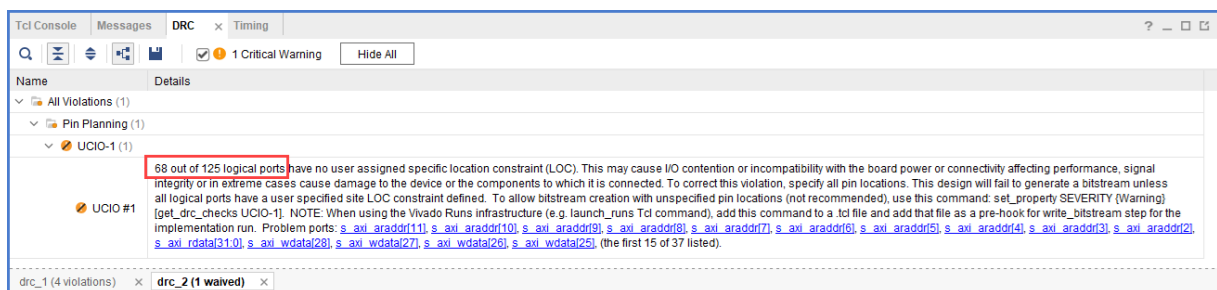 Tcl Console Messages DRC × Timing ? _
1 Critical Warning Hide All
Name Details
All Violations (1)
Pin Planning (1)
UCIO-1 (1)
68 out of 125 logical ports have no user assigned specific location constraint (LOC). This may cause I/O contention or incompatibility with the board power or connectivity affecting performance, signal
integrity or in extreme cases cause damage to the device or the components to which it is connected. To correct this violation, specify all pin locations. This design will fail to generate a bitstream unless
all logical ports have a user specified site LOC constraint defined. To allow bitstream creation with unspecified pin locations (not recommended), use this command: set_property SEVERITY {Warning}
UCIO #1 [get_drc_checks UCIO-1]. NOTE: When using the Vivado Runs infrastructure (e.g. launch_runs Tcl command), add this command to a .tcl file and add that file as a pre-hook for write_bitstream step for the
implementation run. Problem ports: s_axi_araddr[11], s_axi_araddr[10], s_axi_araddr[9], s_axi_araddr[8], s_axi_araddr[7], s_axi_araddr[6], s_axi_araddr[5], s_axi_araddr[4], s_axi_araddr[3], s_axi_araddr[2],
s_axi_rdata[31:0], s_axi_wdata[28], s_axi_wdata[27], s_axi_wdata[26], s_axi_wdata[25], (the first 15 of 37 listed).
drc_1 (4 violations) × drc_2 (1 waived) ×